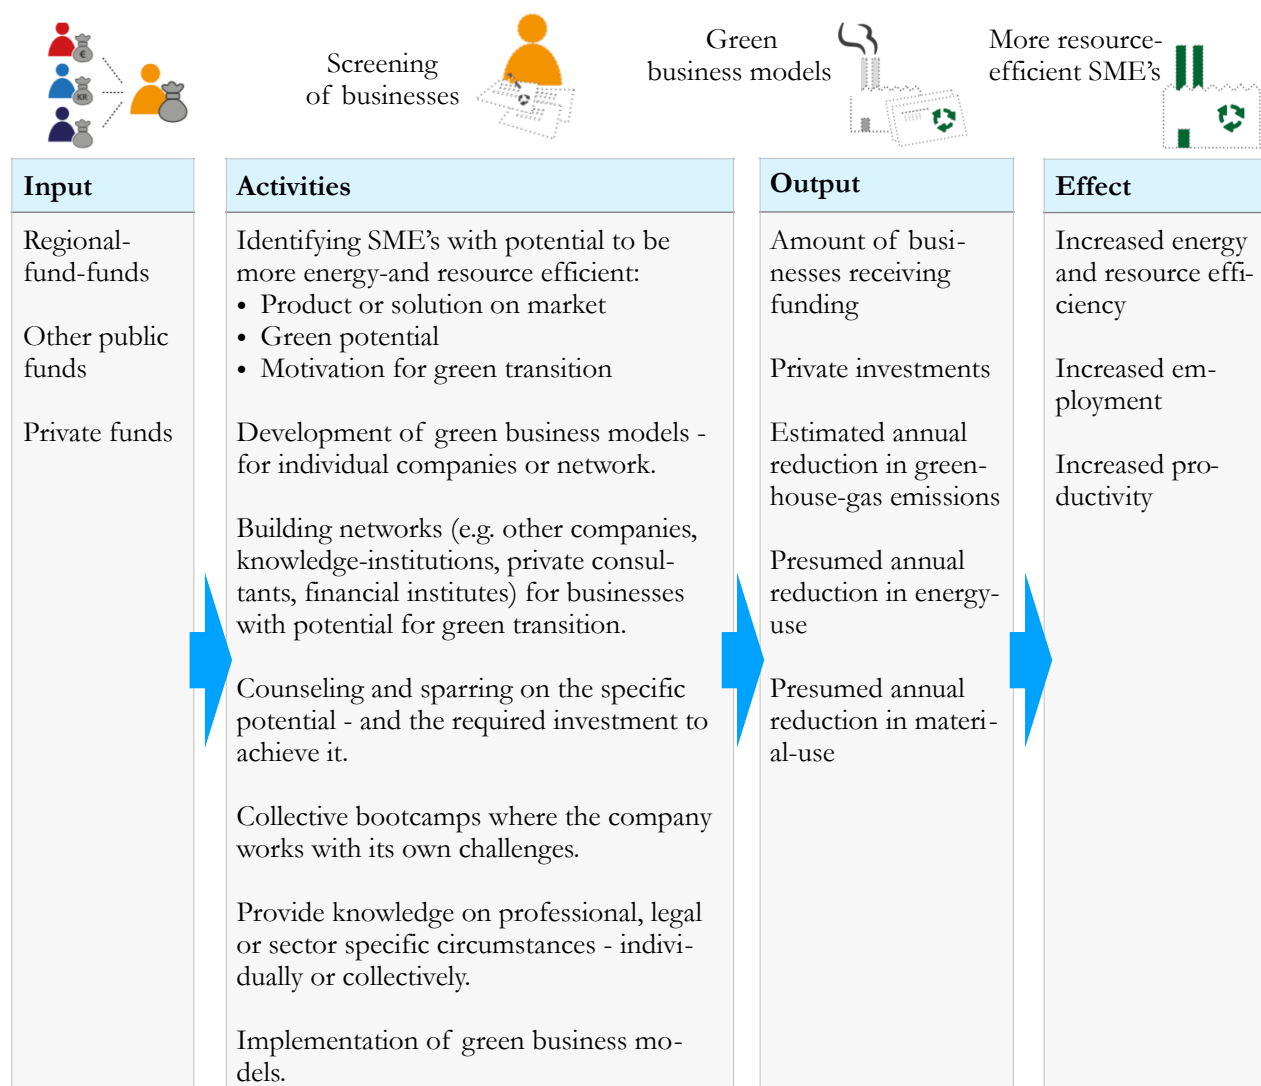 Screening
of businesses
Green
business models
More resource-
efficient SME's
€
KR
Input
Regional-
fund-funds
Other public
funds
Private funds
Activities
Identifying SME's with potential to be
more energy-and resource efficient:
• Product or solution on market
• Green potential
• Motivation for green transition
Development of green business models -
for individual companies or network.
Building networks (e.g. other companies,
knowledge-institutions, private consul-
tants, financial institutes) for businesses
with potential for green transition.
Counseling and sparring on the specific
potential - and the required investment to
achieve it.
Collective bootcamps where the company
works with its own challenges.
Provide knowledge on professional, legal
or sector specific circumstances - indivi-
dually or collectively.
Implementation of green business mo-
dels.
Output
Amount of busi-
nesses receiving
funding
Private investments
Estimated annual
reduction in green-
house-gas emissions
Presumed annual
reduction in energy-
use
Presumed annual
reduction in materi-
al-use
Effect
Increased energy
and resource effi-
ciency
Increased em-
ployment
Increased pro-
ductivity